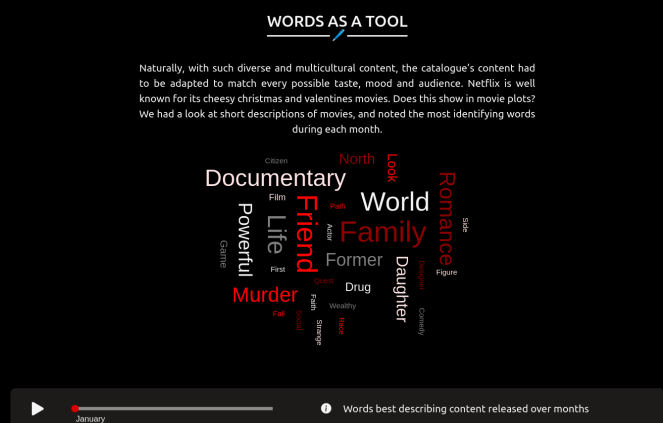 WORDS AS A TOOL
Naturally, with such diverse and multicultural content, the catalogue's content had
to be adapted to match every possible taste, mood and audience. Netflix is well
known for its cheesy christmas and valentines movies. Does this show in movie plots?
We had a look at short descriptions of movies, and noted the most identifying words
during each month.
Citizen
North
Look
Documentary
Romance
Film
World
Path
Friend
Powerful
Life
Actor
Family
Side
Game
Former
First
Daughter
Figure
Quest
Drug
Murder
Faith
Wealthy
Fall
Social
Strange
Race
Comedy
January
Words best describing content released over months